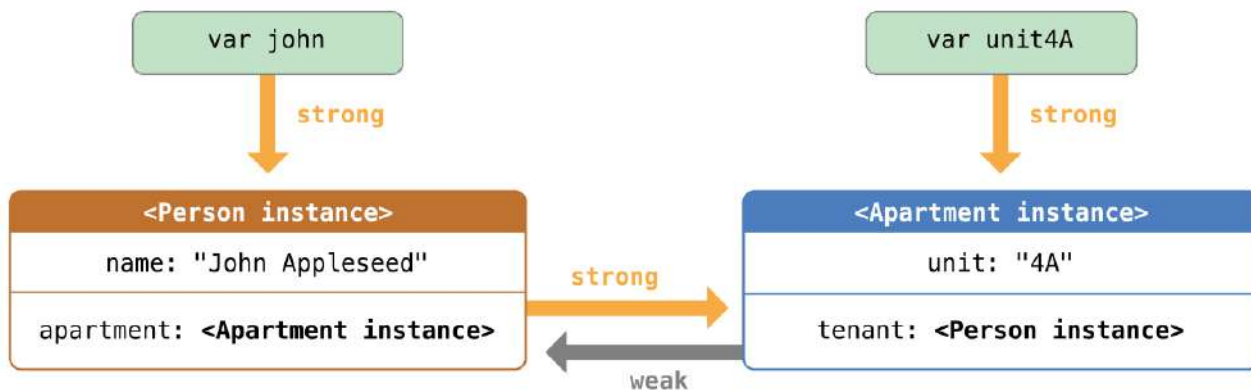 var john
var unit4A
strong
strong
<Person instance>
<Apartment instance>
name: "John Appleseed"
unit: "4A"
strong
apartment: <Apartment instance>
tenant: <Person instance>
weak